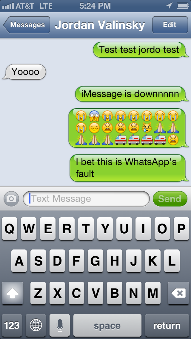 AT&T LTE 5:24 PM
Messages Jordan Valinsky Edit
Test test jordo test
Yoooo
iMessage is downnnnn
I bet this is WhatsApp's
fault
Text Message Send
Q W E R T Y U I O P
A S D F G H J K L
Z X C V B N M
123 space return